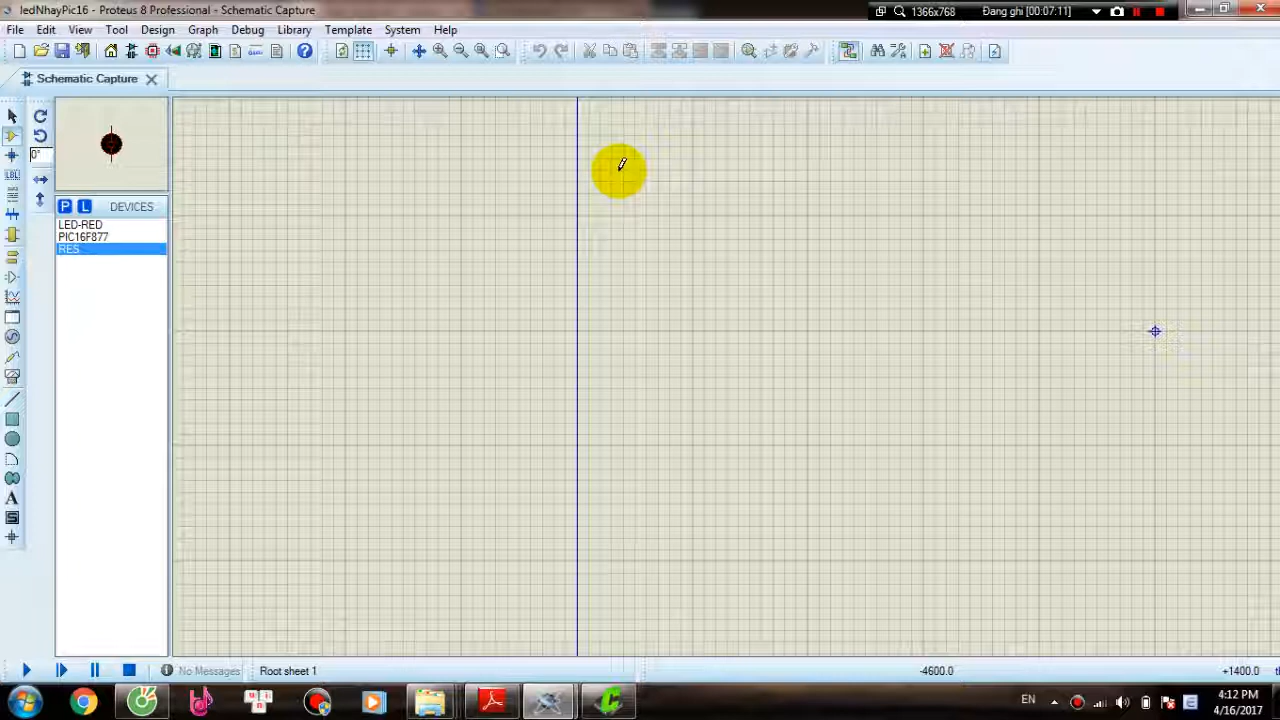 ledNhayPic16 - Proteus 8 Professional - Schematic Capture
1366x768
Đang ghi [00:07:11]
File Edit View Tool Design Graph Debug Library Template System Help
Schematic Capture
0°
LBL
P L DEVICES
LED-RED
PIC16F877
RES
A
No Messages
Root sheet 1
-4600.0
+1400.0
th
EN
4:12 PM
4/16/2017